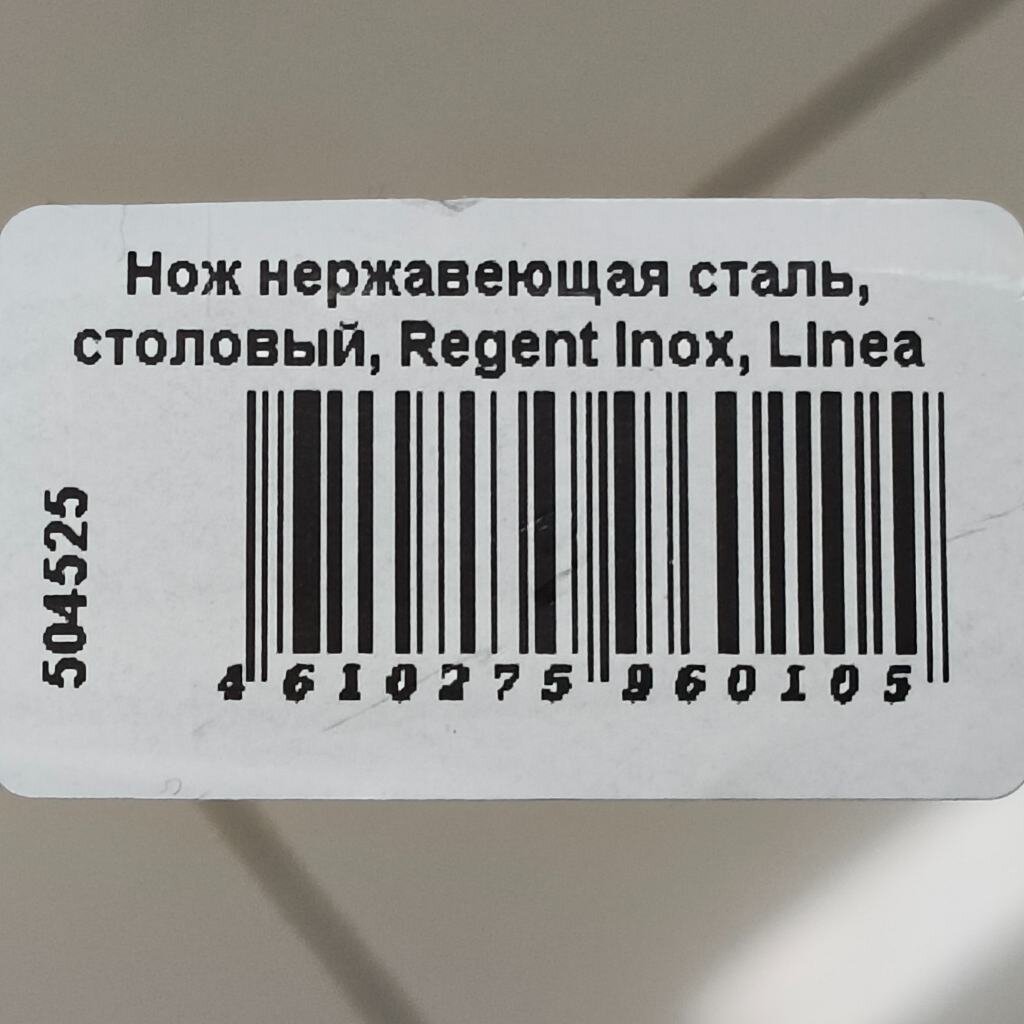 Нож нержавеющая сталь,
столовый, Regent Inox, LInea
504525
4 610275 960105